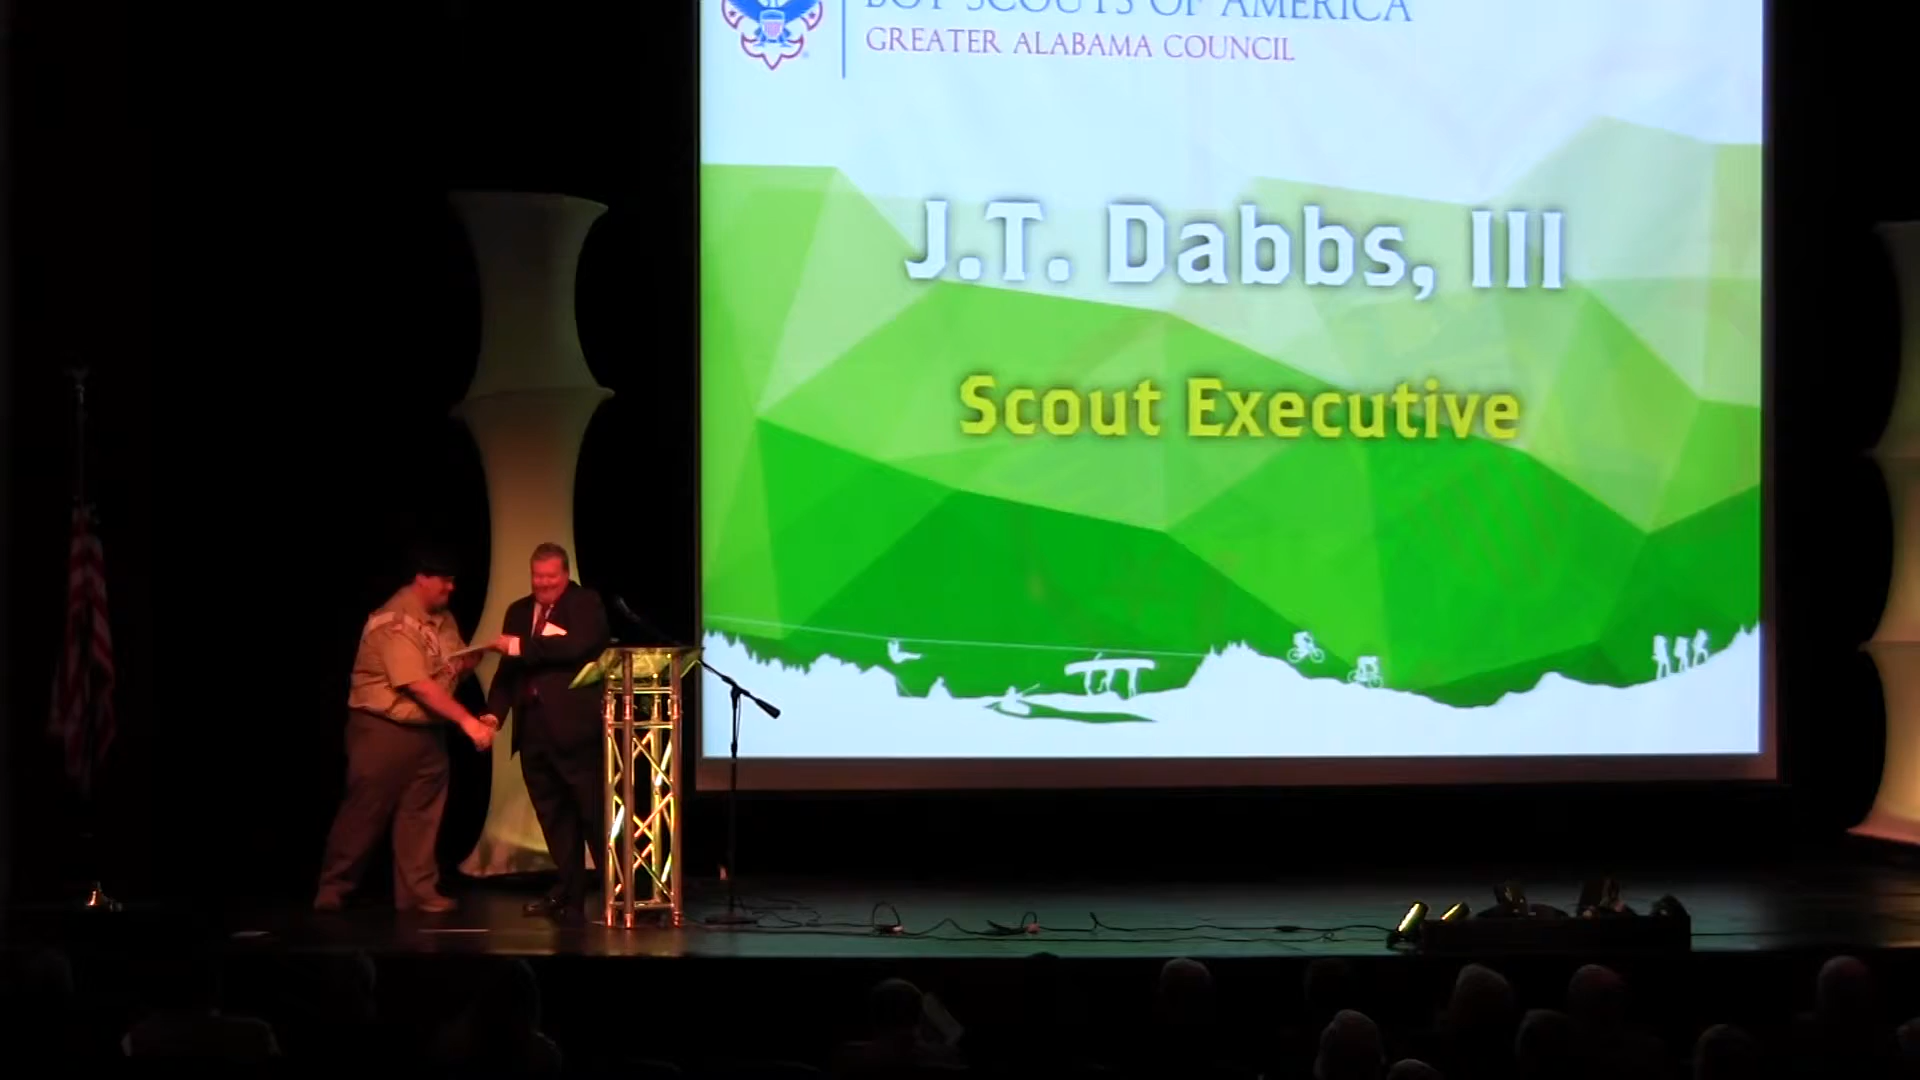 BOY SCOUTS OF AMERICA
GREATER ALABAMA COUNCIL
J.T. Dabbs, III
Scout Executive